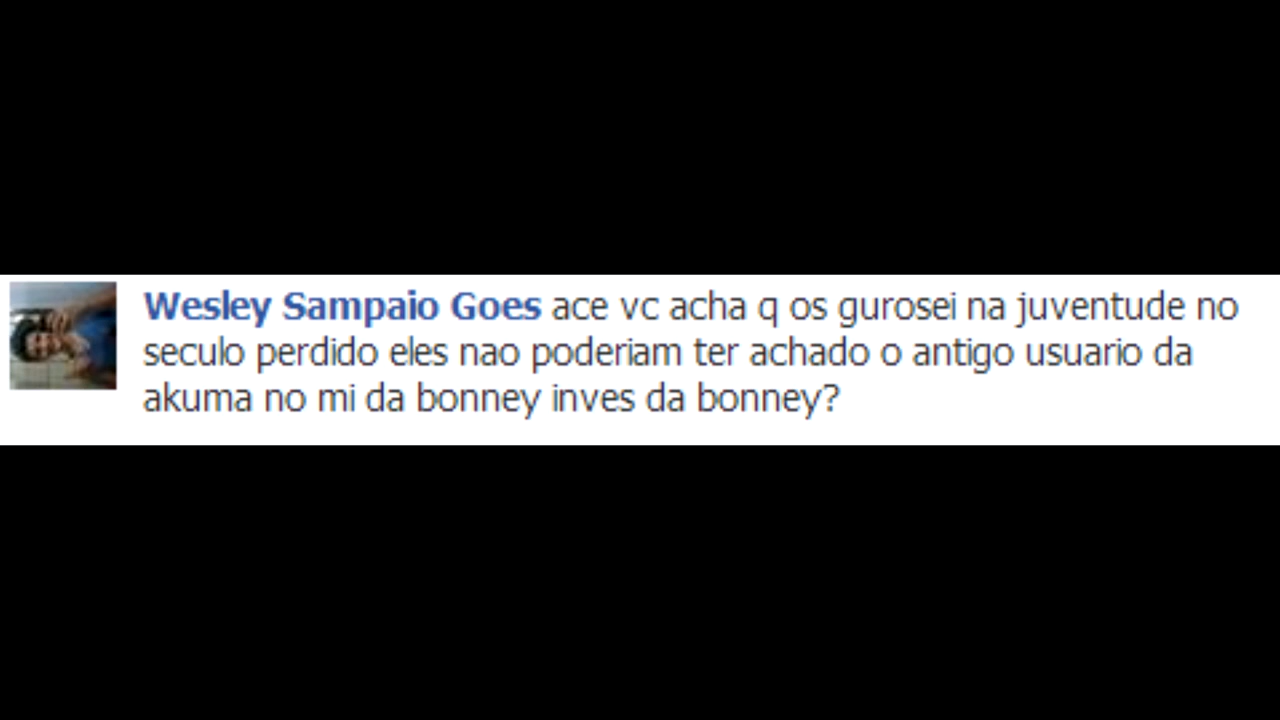 Wesley Sampaio Goes ace vc acha q os gurosei na juventude no
seculo perdido eles nao poderiam ter achado o antigo usuario da
akuma no mi da bonney inves da bonney?